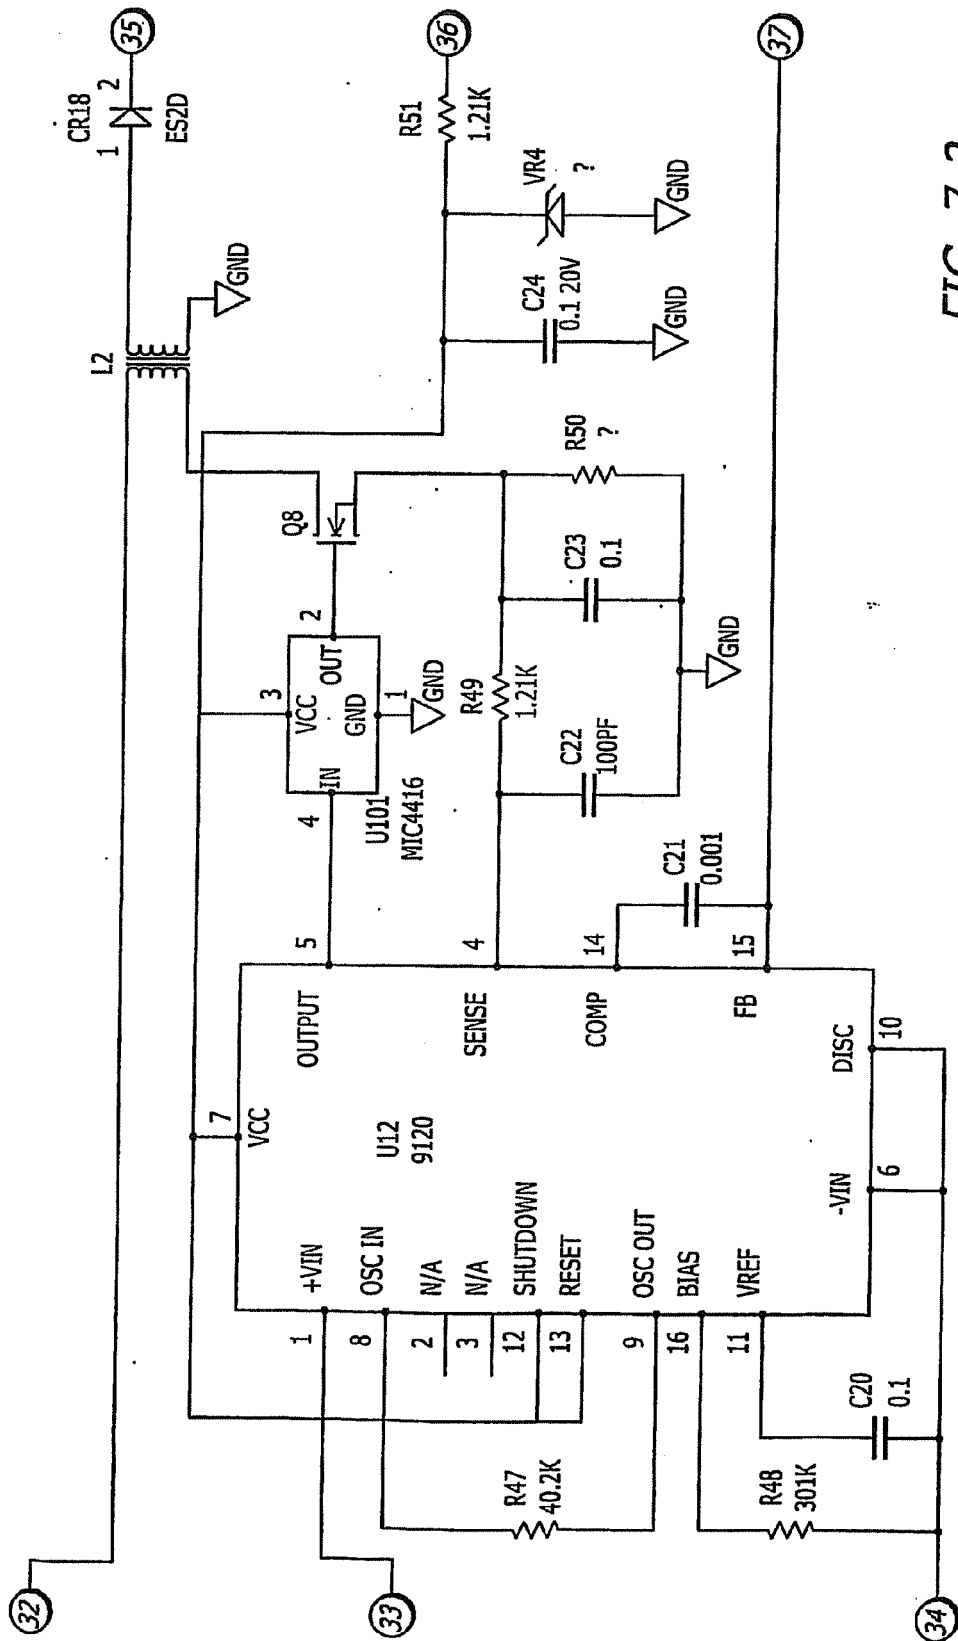 32
33
34
35
36
37
CR18
1
2
ES2D
L2
GND
R51
1.21K
VR4
?
GND
C24
0.1 20V
GND
Q8
R50
?
C23
0.1
R49
1.21K
C22
100PF
GND
3
VCC
OUT
2
IN
4
GND
1
GND
U101
MIC4416
C21
0.001
7
VCC
U12
9120
OUTPUT
5
SENSE
4
COMP
14
FB
15
+VIN
1
OSC IN
8
N/A
2
N/A
3
SHUTDOWN
12
RESET
13
OSC OUT
9
BIAS
16
VREF
11
-VIN
6
DISC
10
R47
40.2K
R48
301K
C20
0.1